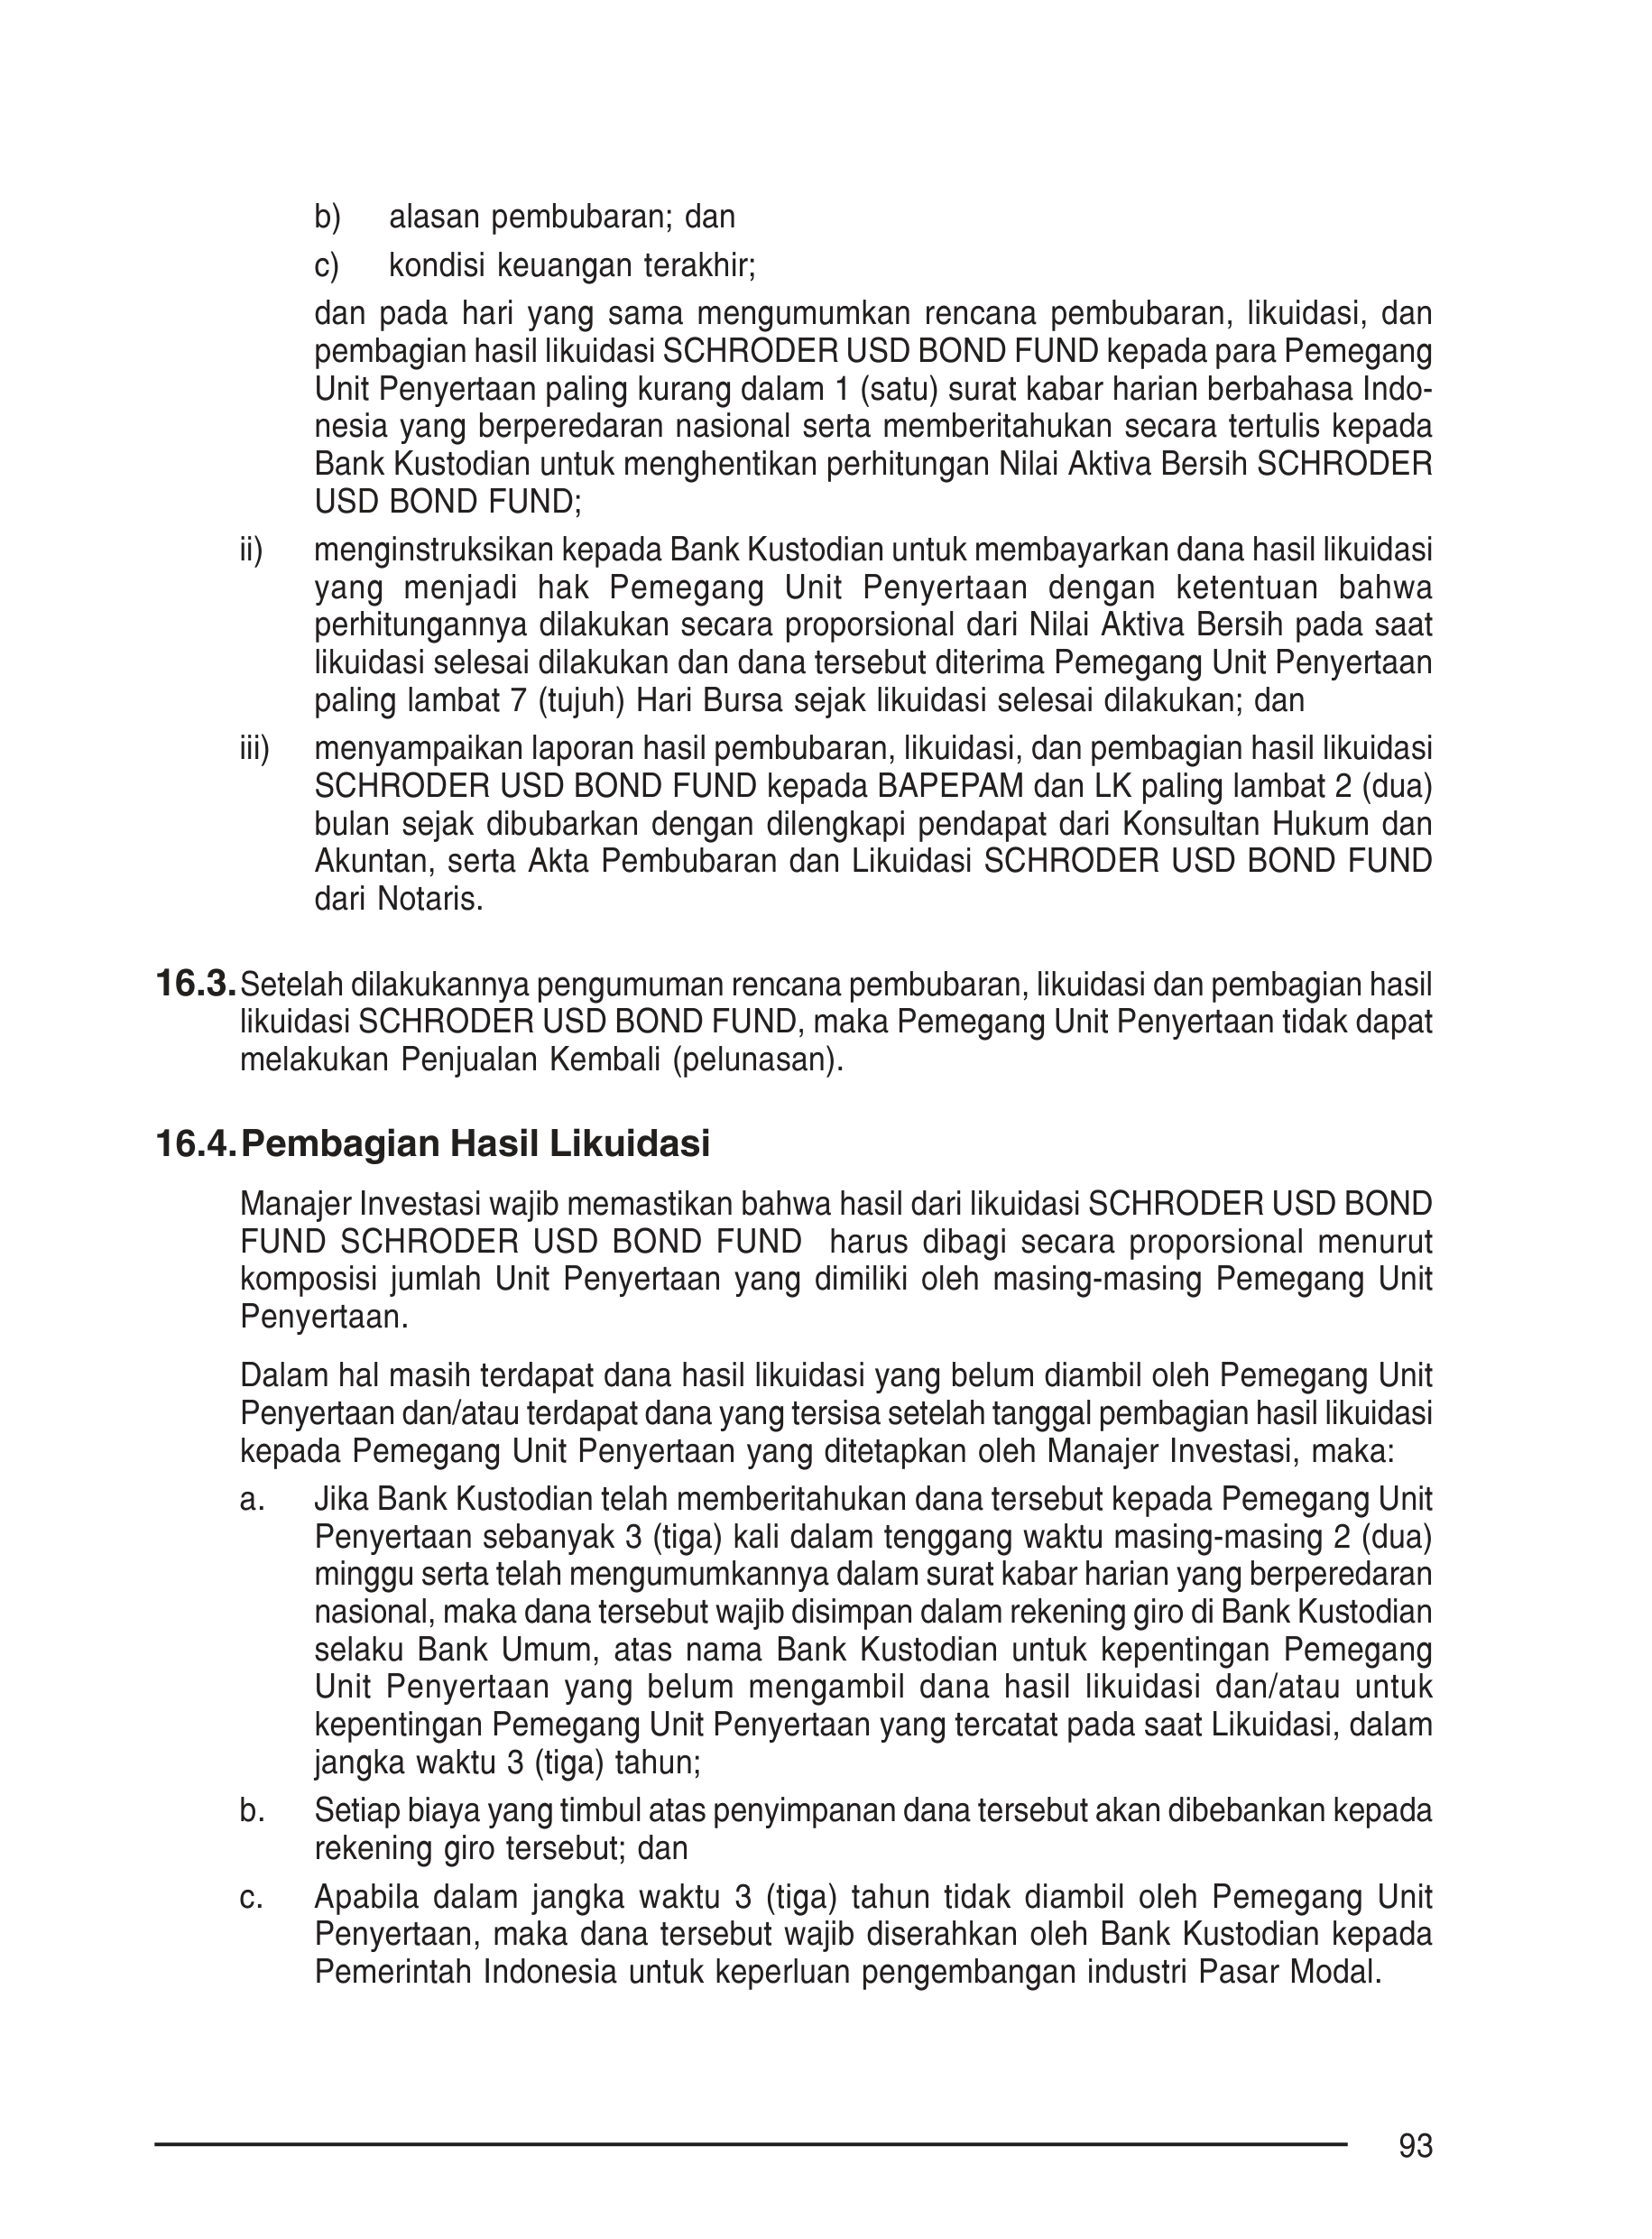 b) alasan pembubaran; dan
c) kondisi keuangan terakhir;
dan pada hari yang sama mengumumkan rencana pembubaran, likuidasi, dan
pembagian hasil likuidasi SCHRODER USD BOND FUND kepada para Pemegang
Unit Penyertaan paling kurang dalam 1 (satu) surat kabar harian berbahasa Indo-
nesia yang berperedaran nasional serta memberitahukan secara tertulis kepada
Bank Kustodian untuk menghentikan perhitungan Nilai Aktiva Bersih SCHRODER
USD BOND FUND;
ii) menginstruksikan kepada Bank Kustodian untuk membayarkan dana hasil likuidasi
yang menjadi hak Pemegang Unit Penyertaan dengan ketentuan bahwa
perhitungannya dilakukan secara proporsional dari Nilai Aktiva Bersih pada saat
likuidasi selesai dilakukan dan dana tersebut diterima Pemegang Unit Penyertaan
paling lambat 7 (tujuh) Hari Bursa sejak likuidasi selesai dilakukan; dan
iii) menyampaikan laporan hasil pembubaran, likuidasi, dan pembagian hasil likuidasi
SCHRODER USD BOND FUND kepada BAPEPAM dan LK paling lambat 2 (dua)
bulan sejak dibubarkan dengan dilengkapi pendapat dari Konsultan Hukum dan
Akuntan, serta Akta Pembubaran dan Likuidasi SCHRODER USD BOND FUND
dari Notaris.
16.3. Setelah dilakukannya pengumuman rencana pembubaran, likuidasi dan pembagian hasil
likuidasi SCHRODER USD BOND FUND, maka Pemegang Unit Penyertaan tidak dapat
melakukan Penjualan Kembali (pelunasan).
16.4. Pembagian Hasil Likuidasi
Manajer Investasi wajib memastikan bahwa hasil dari likuidasi SCHRODER USD BOND
FUND SCHRODER USD BOND FUND harus dibagi secara proporsional menurut
komposisi jumlah Unit Penyertaan yang dimiliki oleh masing-masing Pemegang Unit
Penyertaan.
Dalam hal masih terdapat dana hasil likuidasi yang belum diambil oleh Pemegang Unit
Penyertaan dan/atau terdapat dana yang tersisa setelah tanggal pembagian hasil likuidasi
kepada Pemegang Unit Penyertaan yang ditetapkan oleh Manajer Investasi, maka:
a. Jika Bank Kustodian telah memberitahukan dana tersebut kepada Pemegang Unit
Penyertaan sebanyak 3 (tiga) kali dalam tenggang waktu masing-masing 2 (dua)
minggu serta telah mengumumkannya dalam surat kabar harian yang berperedaran
nasional, maka dana tersebut wajib disimpan dalam rekening giro di Bank Kustodian
selaku Bank Umum, atas nama Bank Kustodian untuk kepentingan Pemegang
Unit Penyertaan yang belum mengambil dana hasil likuidasi dan/atau untuk
kepentingan Pemegang Unit Penyertaan yang tercatat pada saat Likuidasi, dalam
jangka waktu 3 (tiga) tahun;
b. Setiap biaya yang timbul atas penyimpanan dana tersebut akan dibebankan kepada
rekening giro tersebut; dan
c. Apabila dalam jangka waktu 3 (tiga) tahun tidak diambil oleh Pemegang Unit
Penyertaan, maka dana tersebut wajib diserahkan oleh Bank Kustodian kepada
Pemerintah Indonesia untuk keperluan pengembangan industri Pasar Modal.
93